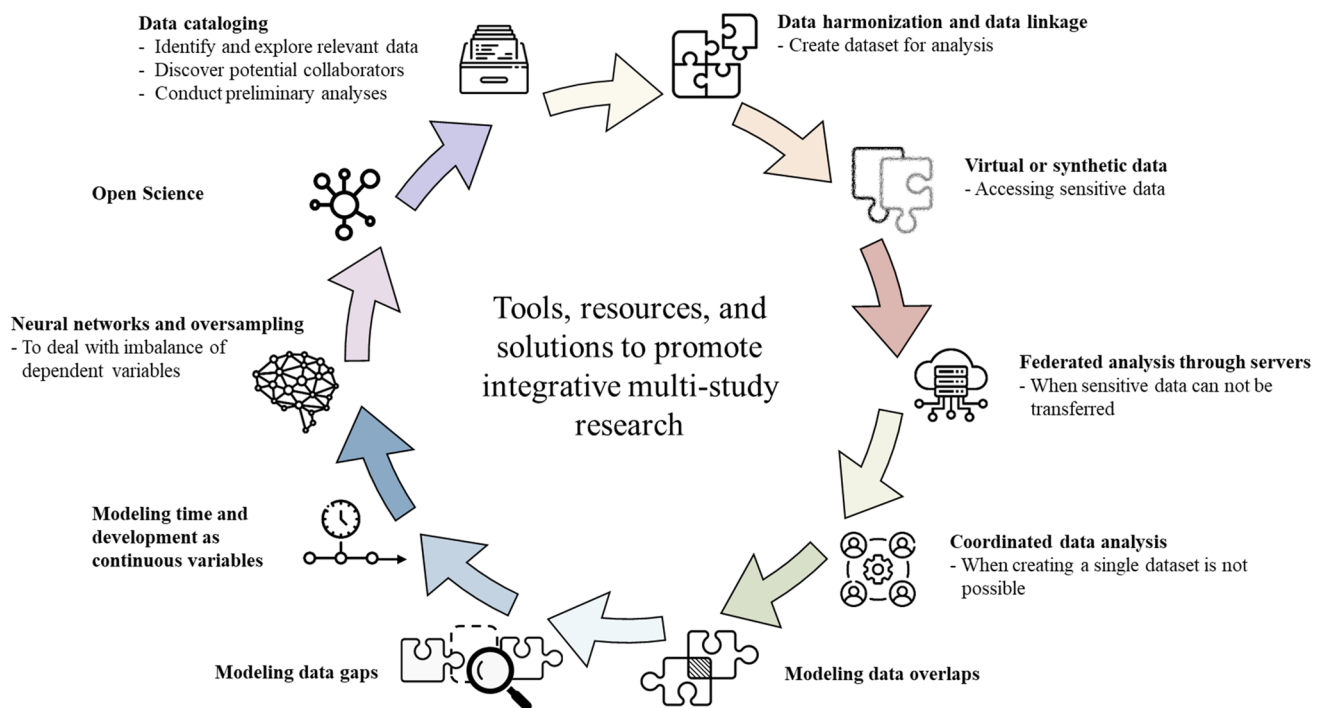 Data cataloging
- Identify and explore relevant data
- Discover potential collaborators
- Conduct preliminary analyses
Data harmonization and data linkage
- Create dataset for analysis
Virtual or synthetic data
- Accessing sensitive data
Federated analysis through servers
- When sensitive data can not be
transferred
Coordinated data analysis
- When creating a single dataset is not
possible
Modeling data overlaps
Modeling data gaps
Modeling time and
development as
continuous variables
Neural networks and oversampling
- To deal with imbalance of
dependent variables
Open Science
Tools, resources, and
solutions to promote
integrative multi-study
research